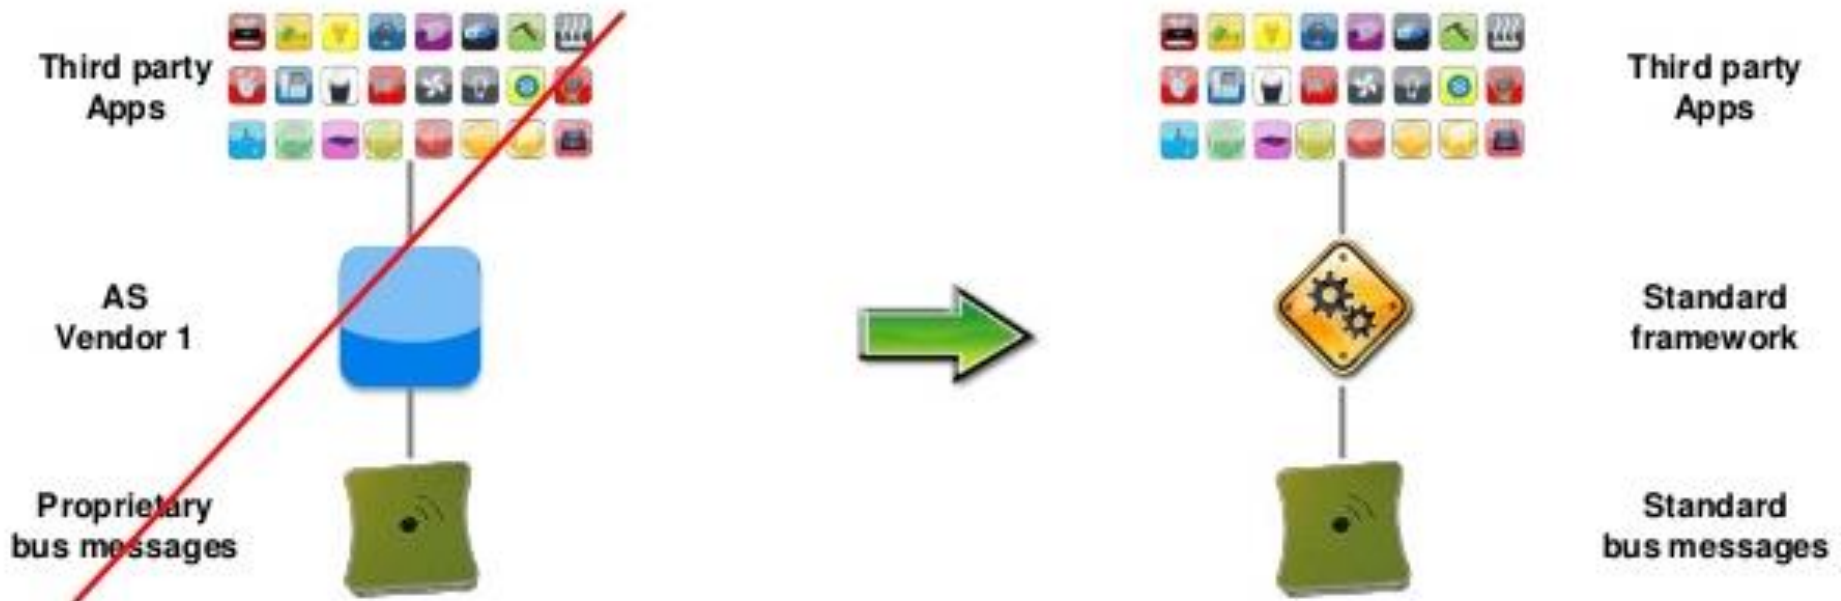 Third party
Apps
AS
Vendor 1
Proprietary
bus messages
Third party
Apps
Standard
framework
Standard
bus messages